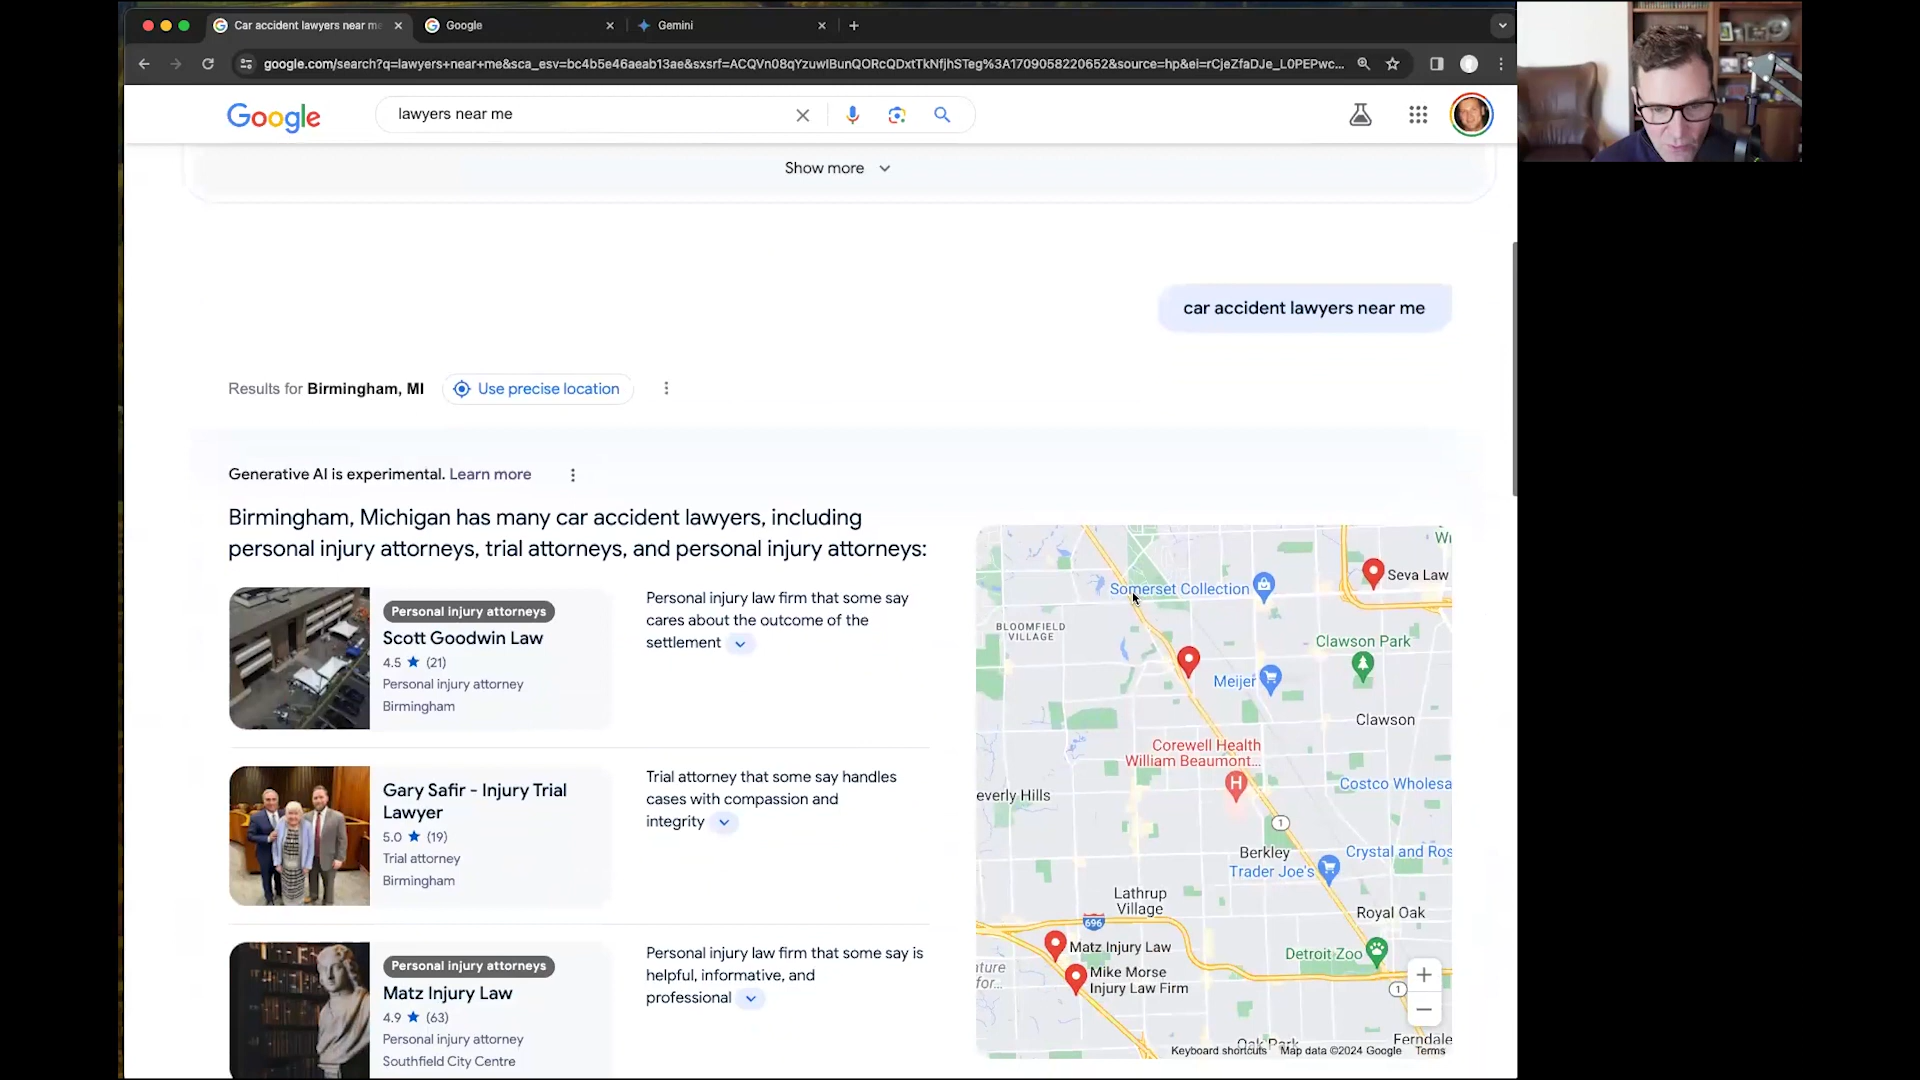 Car accident lawyers near me
Google
Gemini
google.com/search?q=lawyers+near+me&sca_esv=bc4b5e46aeab13ae&sxsrf=ACQVn08qYzuwIBunQORcQDxtTkNfjhSTeg%3A1709058220652&source=hp&ei=rCjeZfaDJe_L0PEPwc...
Google
lawyers near me
Show more
car accident lawyers near me
Results for Birmingham, MI
Use precise location
Generative AI is experimental. Learn more
Birmingham, Michigan has many car accident lawyers, including
personal injury attorneys, trial attorneys, and personal injury attorneys:
Personal injury attorneys
Scott Goodwin Law
4.5 ★ (21)
Personal injury attorney
Birmingham
Personal injury law firm that some say
cares about the outcome of the
settlement
Gary Safir - Injury Trial
Lawyer
5.0 ★ (19)
Trial attorney
Birmingham
Trial attorney that some say handles
cases with compassion and
integrity
Personal injury attorneys
Matz Injury Law
4.9 ★ (63)
Personal injury attorney
Southfield City Centre
Personal injury law firm that some say is
helpful, informative, and
professional
Wi
Seva Law
Somerset Collection
BLOOMFIELD
VILLAGE
Clawson Park
Meijer
Clawson
Corewell Health
William Beaumont...
H
Costco Wholesa
everly Hills
1
Berkley
Crystal and Ros
Trader Joe's
Lathrup
Village
696
Royal Oak
Matz Injury Law
Detroit Zoo
Mike Morse
Injury Law Firm
nture
for...
1
Oak Park
Ferndale
Keyboard shortcuts
Map data ©2024 Google
Terms